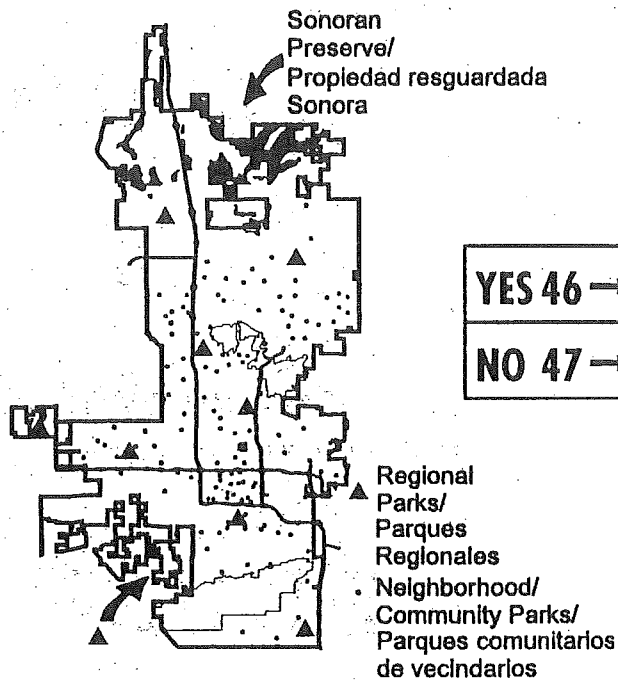 Sonoran
Preserve/
Propiedad resguardada
Sonora
YES 46
NO 47
Regional
Parks/
Parques
Regionales
Neighborhood/
Community Parks/
Parques comunitarios
de vecindarios